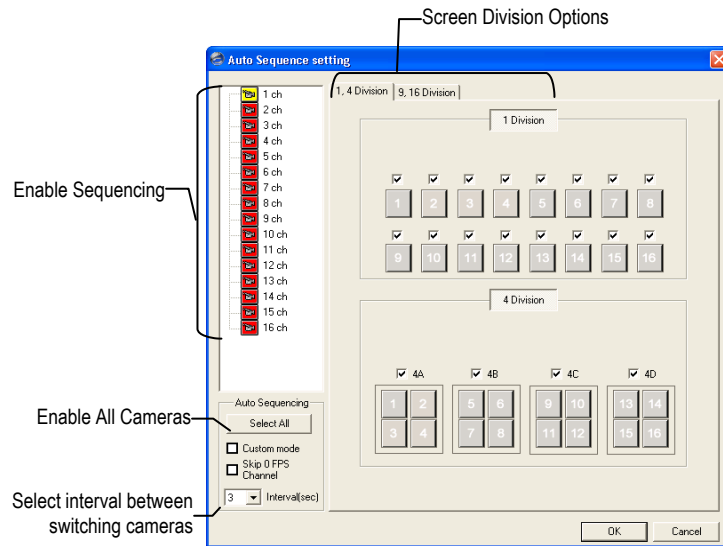 Screen Division Options
Auto Sequence setting
1 ch
2 ch
3 ch
4 ch
5 ch
6 ch
7 ch
8 ch
9 ch
10 ch
11 ch
12 ch
13 ch
14 ch
15 ch
16 ch
Enable Sequencing
1, 4 Division
9, 16 Division
1 Division
1 2 3 4 5 6 7 8
9 10 11 12 13 14 15 16
4 Division
4A 4B 4C 4D
1 2 5 6 9 10 13 14
3 4 7 8 11 12 15 16
Auto Sequencing
Enable All Cameras
Select All
Custom mode
Skip 0 FPS
Channel
Select interval between
switching cameras
3 Interval(sec)
OK Cancel